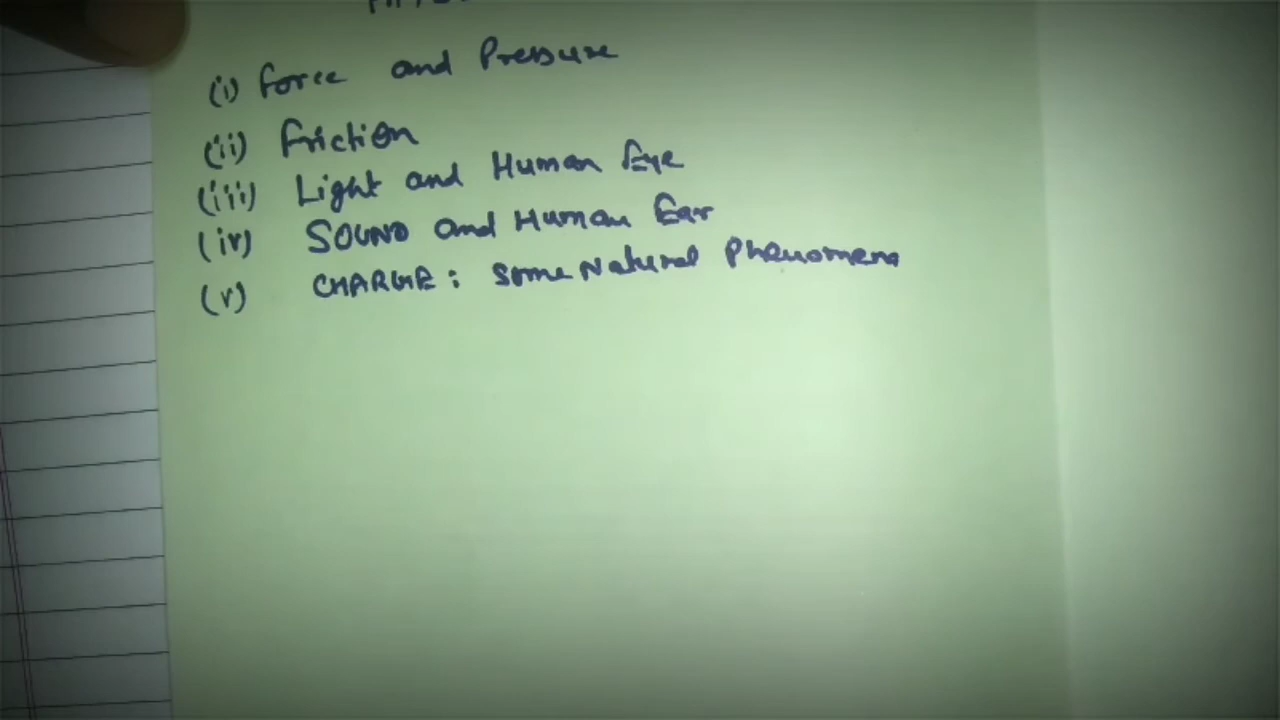 (i) Force and Pressure
(ii) Friction
(iii) Light and Human Eye
(iv) SOUND and Human Ear
(v) CHARGE: Some Natural Phenomena